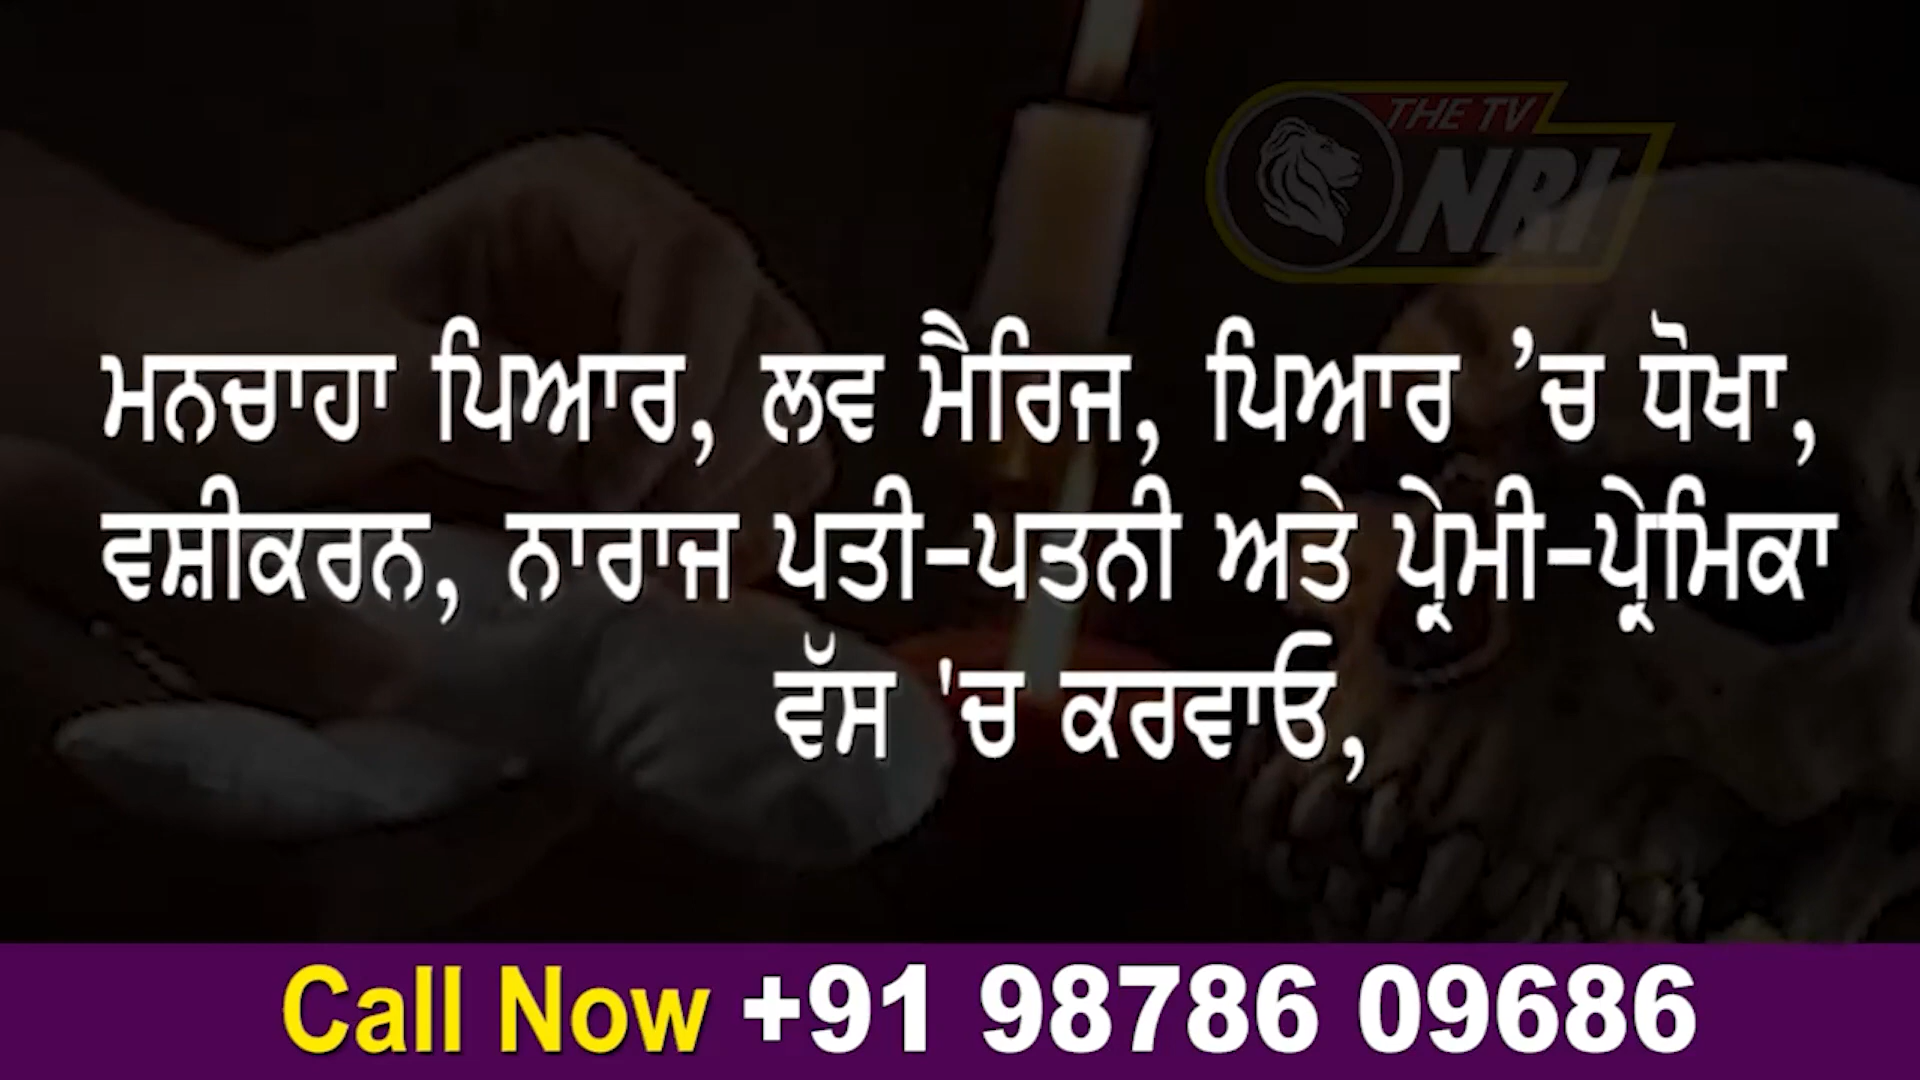 THE TV
NRI
ਮਨਚਾਹਾ ਪਿਆਰ, ਲਵ ਮੈਰਿਜ, ਪਿਆਰ ’ਚ ਧੋਖਾ,
ਵਸ਼ੀਕਰਨ, ਨਾਰਾਜ ਪਤੀ-ਪਤਨੀ ਅਤੇ ਪ੍ਰੇਮੀ-ਪ੍ਰੇਮਿਕਾ
ਵੱਸ 'ਚ ਕਰਵਾਓ,
Call Now +91 98786 09686